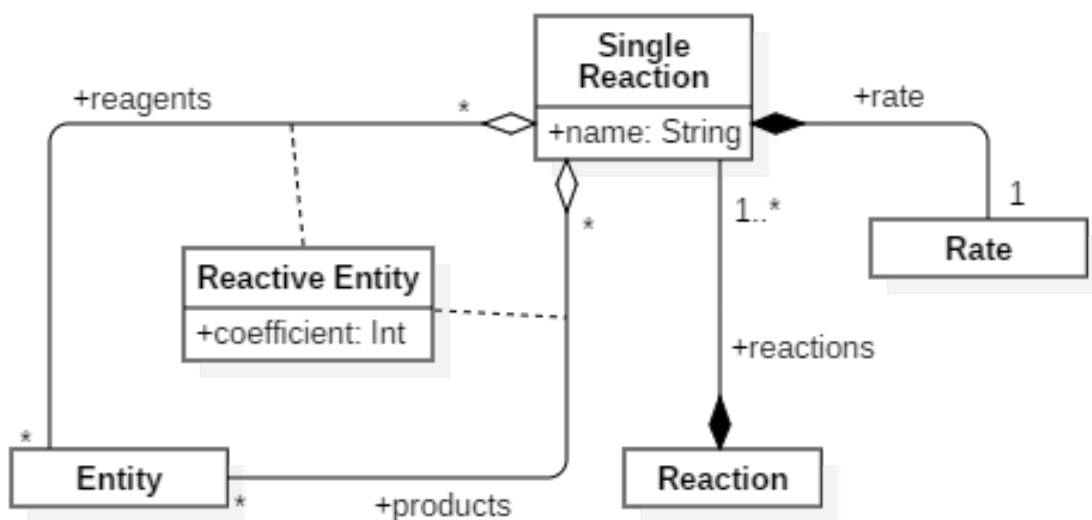 Single
Reaction
+name: String
+reagents
*
+rate
*
1..*
1
Rate
Reactive Entity
+coefficient: Int
+reactions
*
Entity
*
+products
Reaction